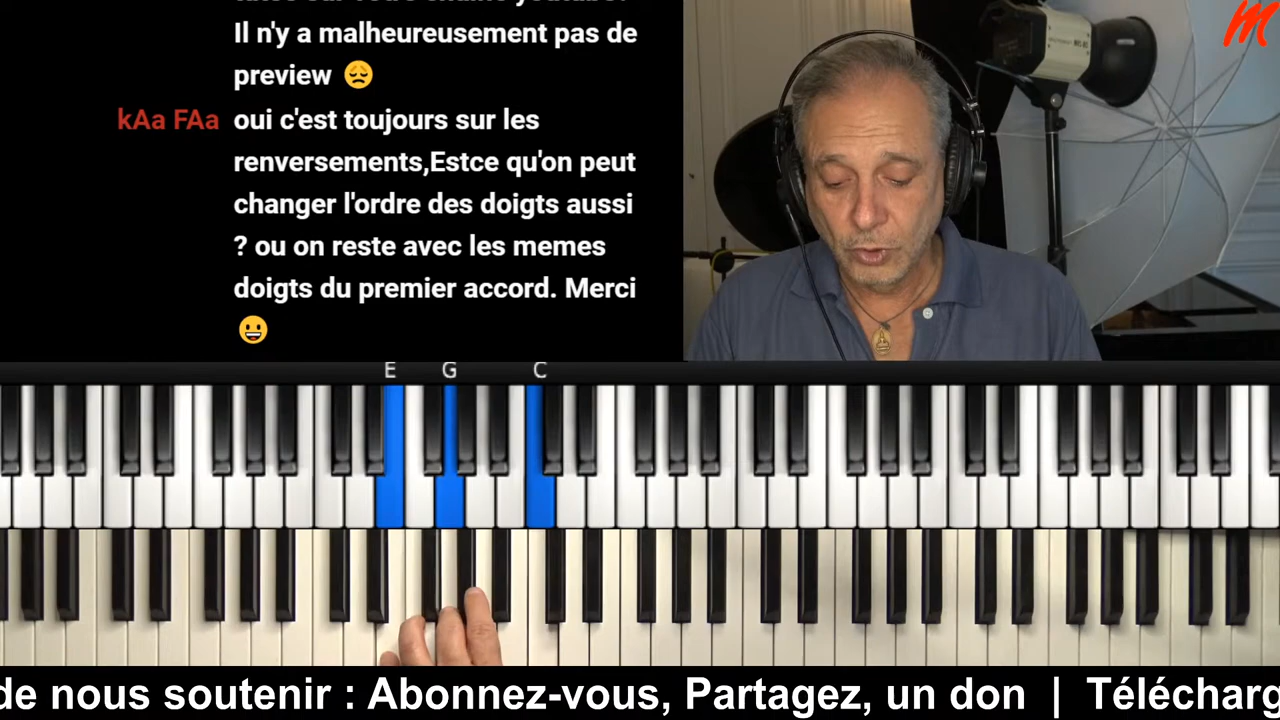 Il n'y a malheureusement pas de
preview 😞
kAa FAa oui c'est toujours sur les
renversements,Estce qu'on peut
changer l'ordre des doigts aussi
? ou on reste avec les memes
doigts du premier accord. Merci
😀
E G C
de nous soutenir : Abonnez-vous, Partagez, un don | Télécharg